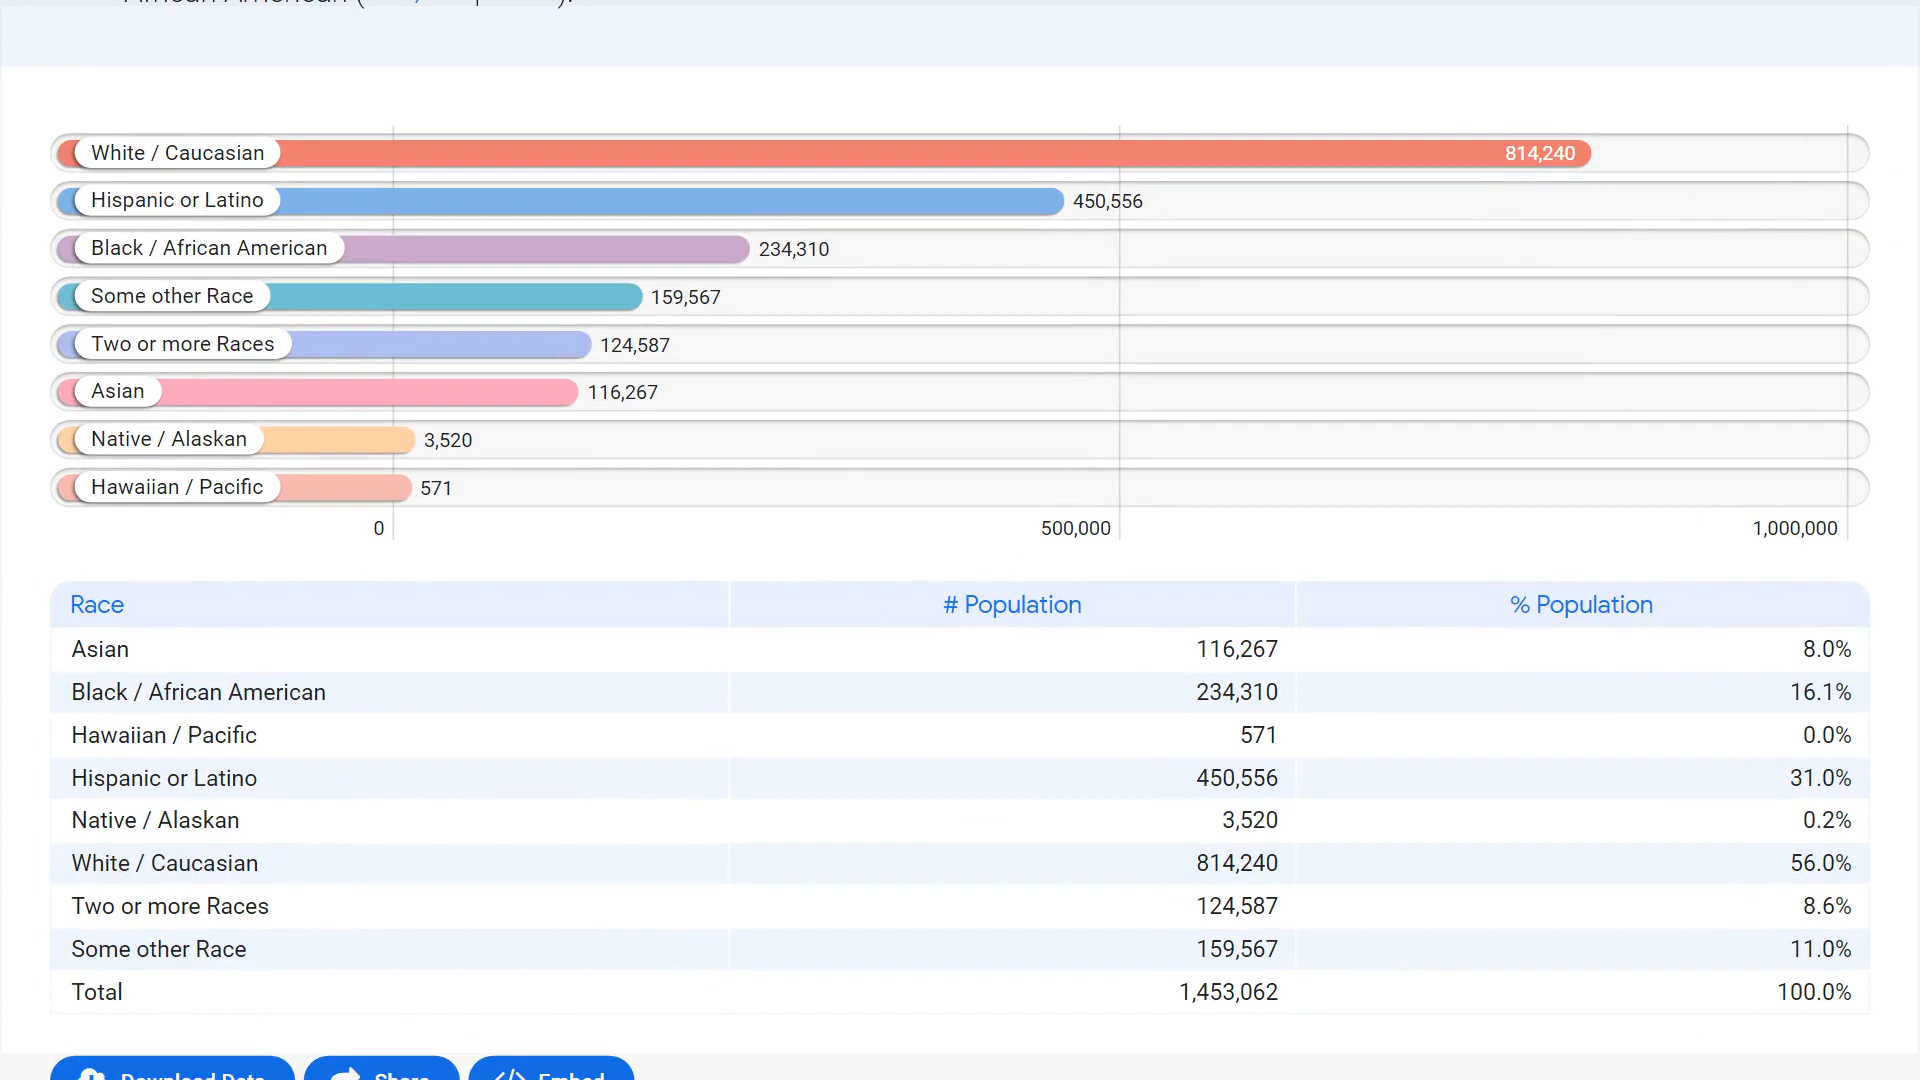 White / Caucasian 814,240
Hispanic or Latino 450,556
Black / African American 234,310
Some other Race 159,567
Two or more Races 124,587
Asian 116,267
Native / Alaskan 3,520
Hawaiian / Pacific 571
0 500,000 1,000,000
Race # Population % Population
Asian 116,267 8.0%
Black / African American 234,310 16.1%
Hawaiian / Pacific 571 0.0%
Hispanic or Latino 450,556 31.0%
Native / Alaskan 3,520 0.2%
White / Caucasian 814,240 56.0%
Two or more Races 124,587 8.6%
Some other Race 159,567 11.0%
Total 1,453,062 100.0%
Download Data Share </> Embed